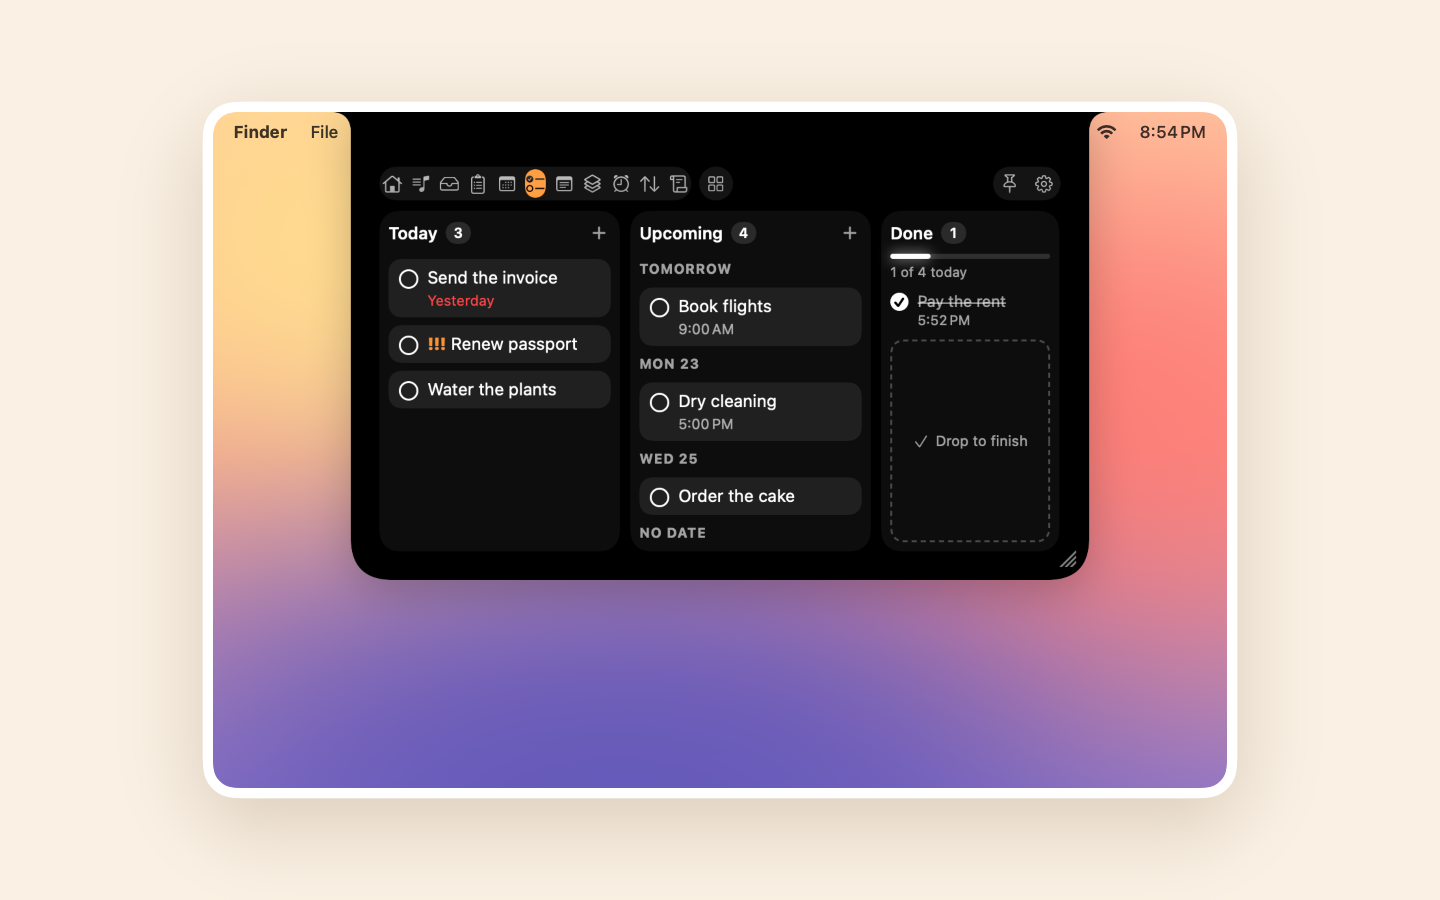 Finder File 8:54 PM
Today 3
Send the invoice
Yesterday
!!! Renew passport
Water the plants
Upcoming 4
TOMORROW
Book flights
9:00 AM
MON 23
Dry cleaning
5:00 PM
WED 25
Order the cake
NO DATE
Done 1
1 of 4 today
Pay the rent
5:52 PM
Drop to finish